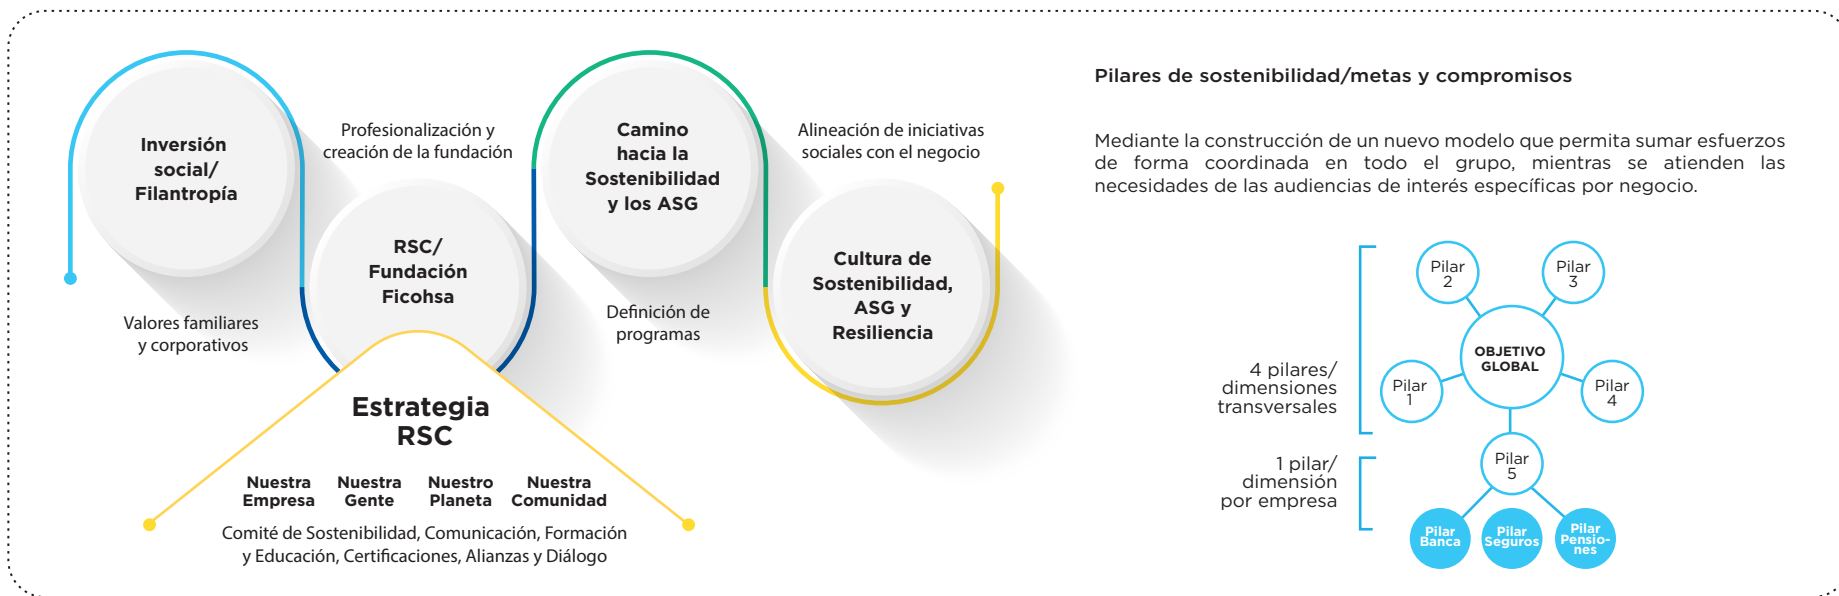 Inversión
social/
Filantropía
Valores familiares
y corporativos
Profesionalización y
creación de la fundación
RSC/
Fundación
Ficohsa
Camino
hacia la
Sostenibilidad
y los ASG
Definición de
programas
Alineación de iniciativas
sociales con el negocio
Cultura de
Sostenibilidad,
ASG y
Resiliencia
Estrategia
RSC
Nuestra
Empresa
Nuestra
Gente
Nuestro
Planeta
Nuestra
Comunidad
Comité de Sostenibilidad, Comunicación, Formación
y Educación, Certificaciones, Alianzas y Diálogo
Pilares de sostenibilidad/metas y compromisos
Mediante la construcción de un nuevo modelo que permita sumar esfuerzos
de forma coordinada en todo el grupo, mientras se atienden las
necesidades de las audiencias de interés específicas por negocio.
4 pilares/
dimensiones
transversales
Pilar
2
Pilar
3
OBJETIVO
GLOBAL
Pilar
1
Pilar
4
1 pilar/
dimensión
por empresa
Pilar
5
Pilar
Banca
Pilar
Seguros
Pilar
Pensio-
nes